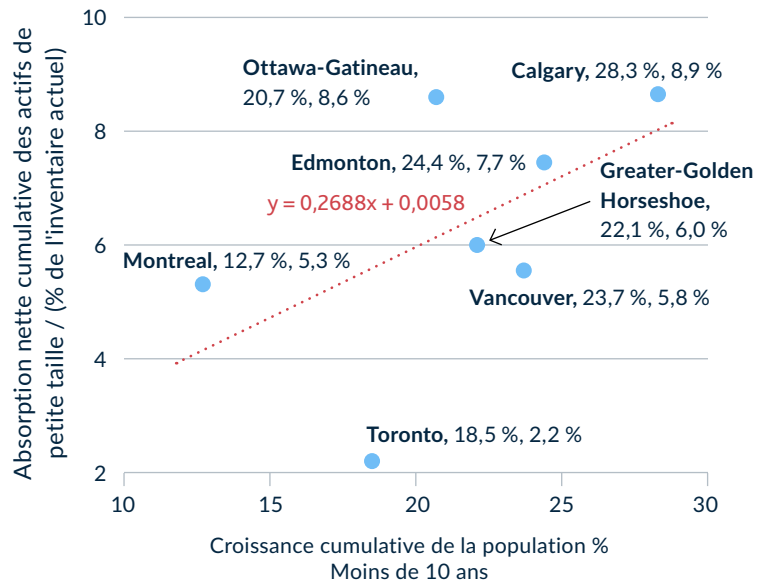 Absorption nette cumulative des actifs de
petite taille / (% de l'inventaire actuel)
10
8
6
4
2
Ottawa-Gatineau,
20,7 %, 8,6 %
Calgary, 28,3 %, 8,9 %
Edmonton, 24,4 %, 7,7 %
Greater-Golden
Horseshoe,
22,1 %, 6,0 %
y = 0,2688x + 0,0058
Montreal, 12,7 %, 5,3 %
Vancouver, 23,7 %, 5,8 %
Toronto, 18,5 %, 2,2 %
10
15
20
25
30
Croissance cumulative de la population %
Moins de 10 ans